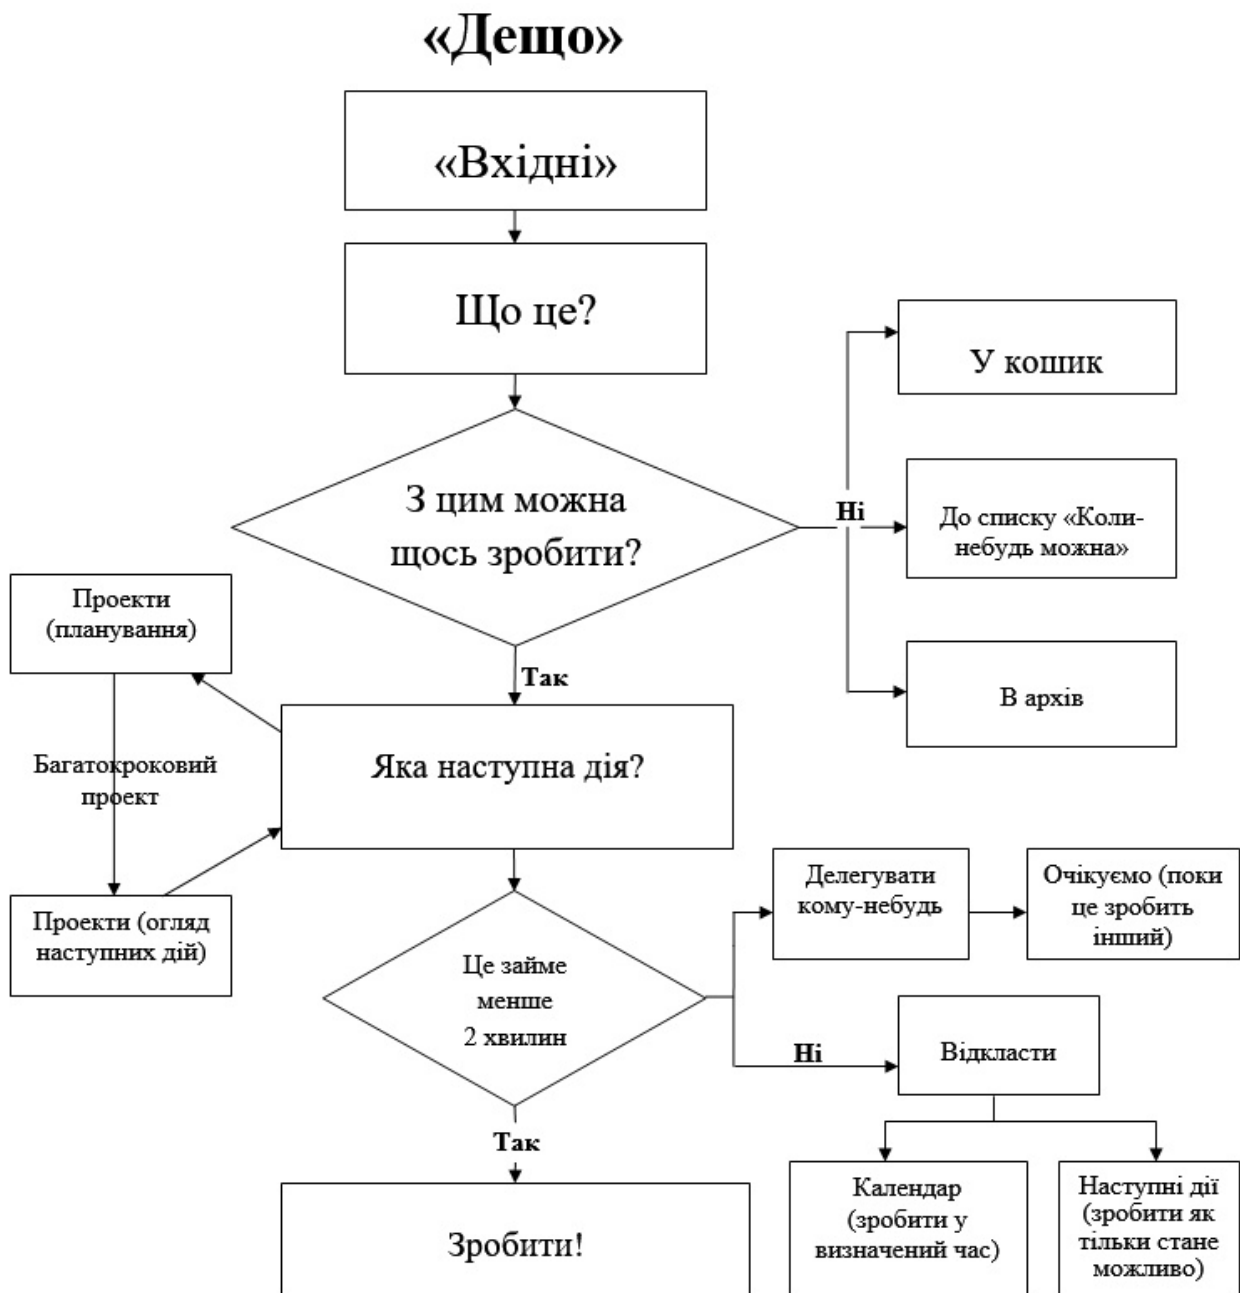 «Дещо»
«Вхідні»
Що це?
З цим можна
щось зробити?
Ні
У кошик
До списку «Коли-
небудь можна»
В архів
Так
Проекти
(планування)
Багатокроковий
проект
Проекти (огляд
наступних дій)
Яка наступна дія?
Це займе
менше
2 хвилин
Делегувати
кому-небудь
Очікуємо (поки
це зробить
інший)
Ні
Відкласти
Календар
(зробити у
визначений час)
Наступні дії
(зробити як
тільки стане
можливо)
Так
Зробити!